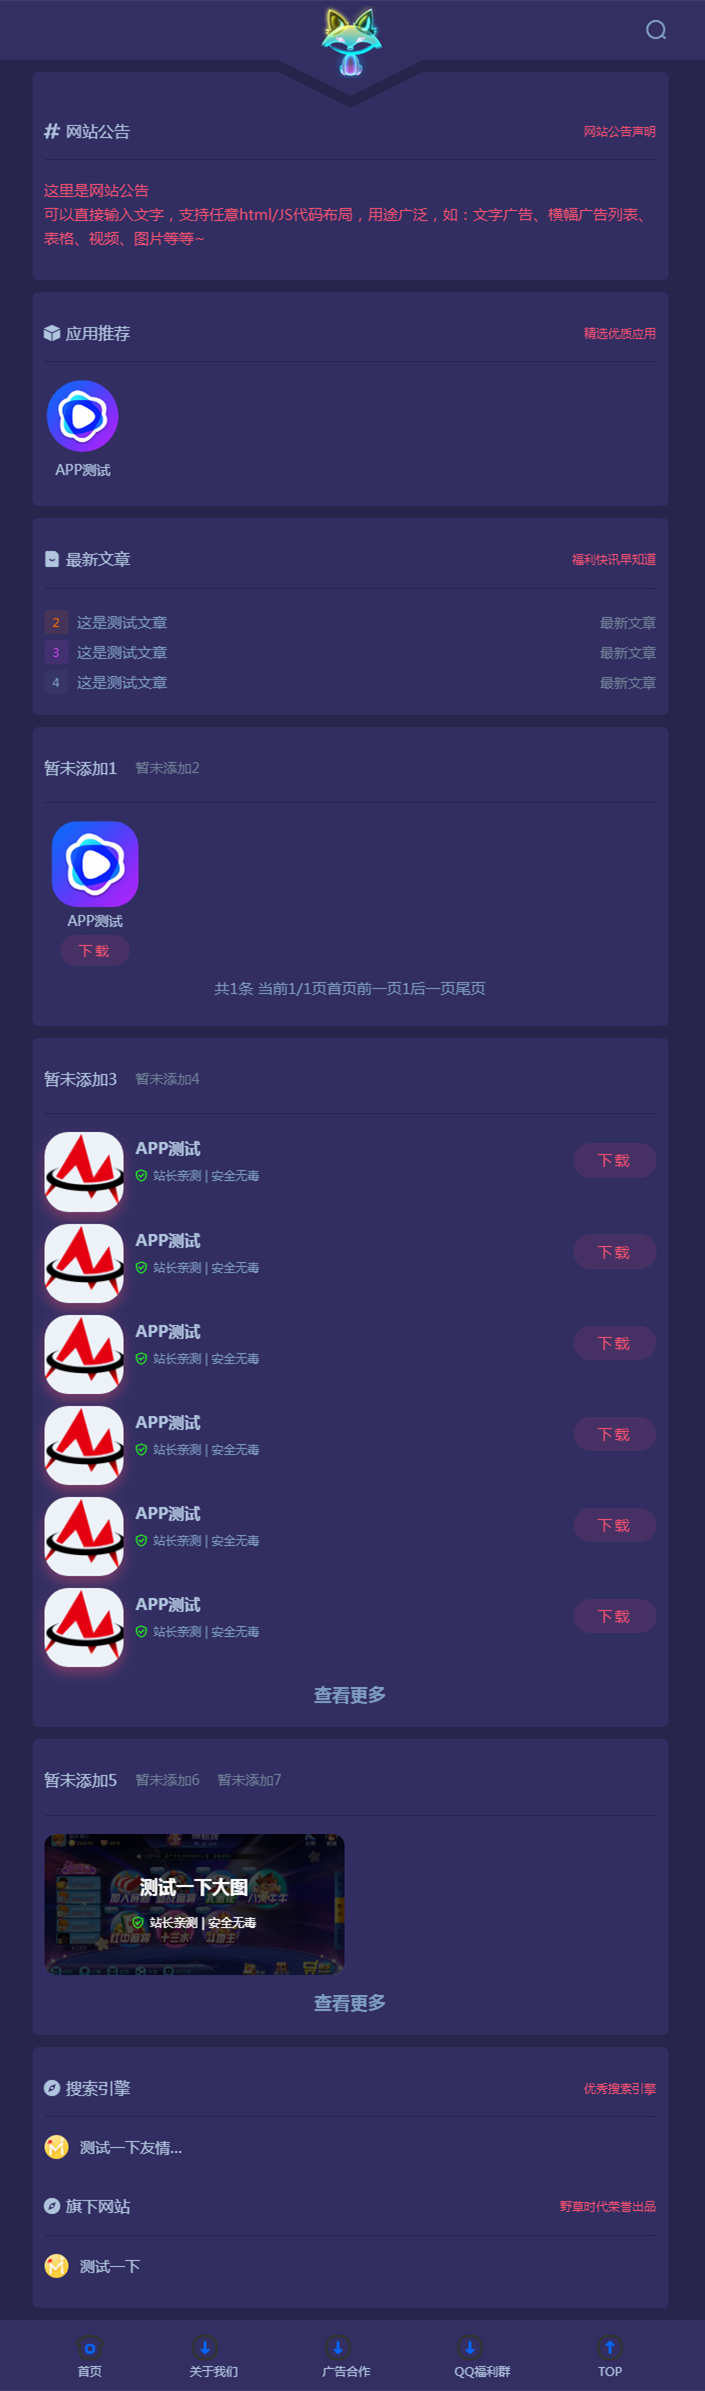 网站公告
网站公告声明
这里是网站公告
可以直接输入文字，支持任意html/JS代码布局，用途广泛，如：文字广告、横幅广告列表、
表格、视频、图片等等~
应用推荐
精选优质应用
APP测试
最新文章
福利快讯早知道
2 这是测试文章 最新文章
3 这是测试文章 最新文章
4 这是测试文章 最新文章
暂未添加1 暂未添加2
APP测试
下载
共1条 当前1/1页首页前一页1后一页尾页
暂未添加3 暂未添加4
APP测试
站长亲测 | 安全无毒
下载
APP测试
站长亲测 | 安全无毒
下载
APP测试
站长亲测 | 安全无毒
下载
APP测试
站长亲测 | 安全无毒
下载
APP测试
站长亲测 | 安全无毒
下载
APP测试
站长亲测 | 安全无毒
下载
查看更多
暂未添加5 暂未添加6 暂未添加7
测试一下大图
站长亲测 | 安全无毒
红中麻将 十三水 斗地主
查看更多
搜索引擎
优秀搜索引擎
测试一下友情...
旗下网站
野草时代荣誉出品
测试一下
首页 关于我们 广告合作 QQ福利群 TOP